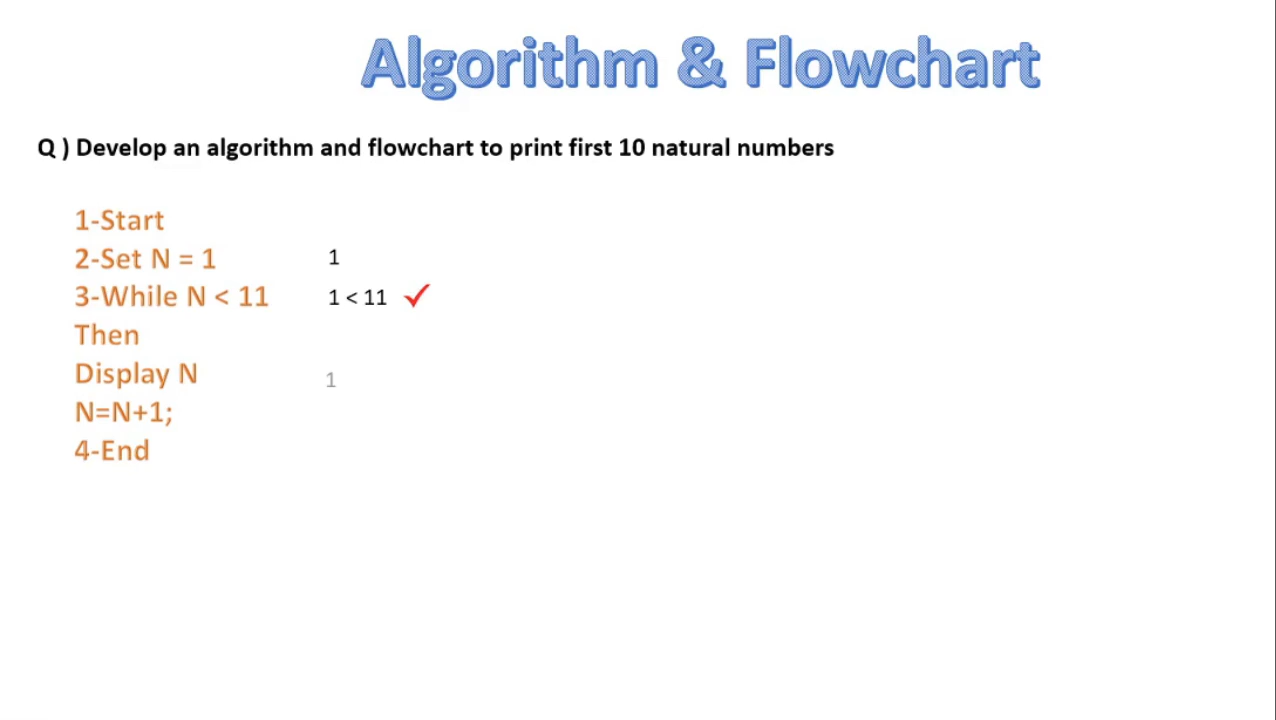 Algorithm & Flowchart
Q ) Develop an algorithm and flowchart to print first 10 natural numbers
1-Start
2-Set N = 1 1
3-While N < 11 1 < 11
Then
Display N 1
N=N+1;
4-End